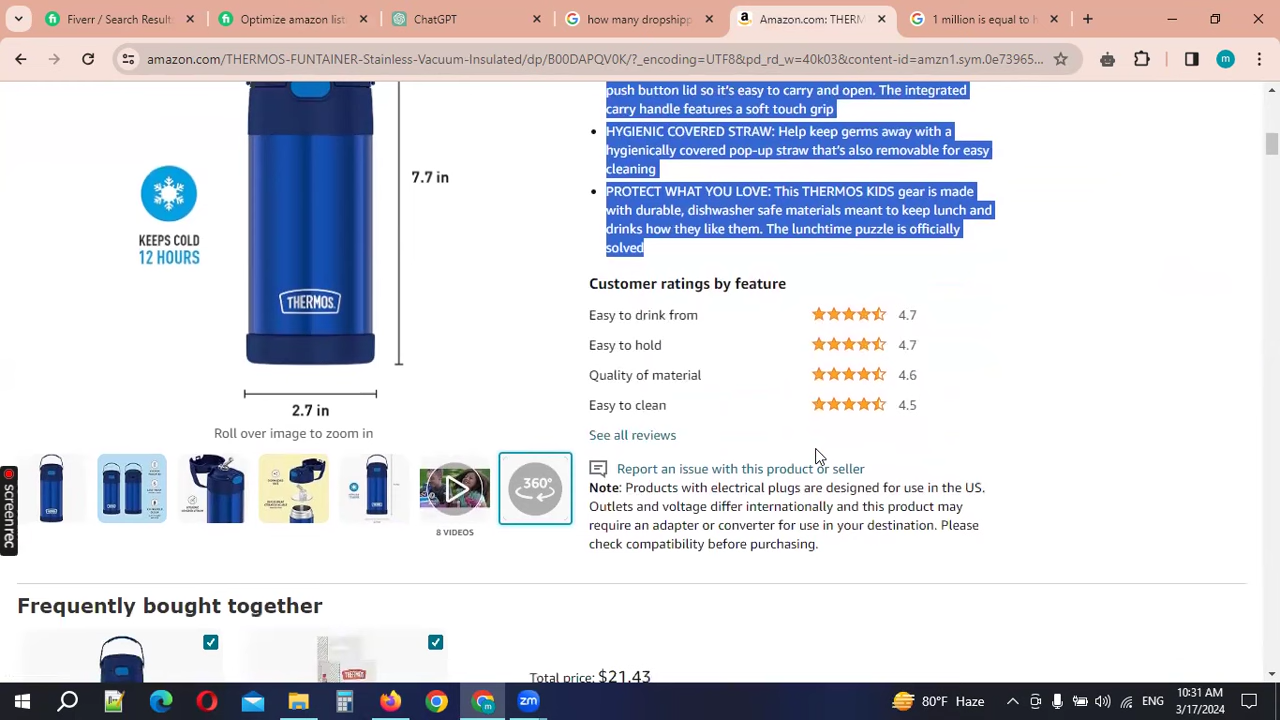 Fiverr / Search Result
Optimize amazon list
ChatGPT
how many dropshipp
Amazon.com: THERM
1 million is equal to h
amazon.com/THERMOS-FUNTAINER-Stainless-Vacuum-Insulated/dp/B00DAPQV0K/?_encoding=UTF8&pd_rd_w=40k03&content-id=amzn1.sym.0e73965...
m
push button lid so it's easy to carry and open. The integrated
carry handle features a soft touch grip
• HYGIENIC COVERED STRAW: Help keep germs away with a
hygienically covered pop-up straw that's also removable for easy
cleaning
• PROTECT WHAT YOU LOVE: This THERMOS KIDS gear is made
with durable, dishwasher safe materials meant to keep lunch and
drinks how they like them. The lunchtime puzzle is officially
solved
7.7 in
KEEPS COLD
12 HOURS
THERMOS.
2.7 in
Roll over image to zoom in
360°
8 VIDEOS
Customer ratings by feature
Easy to drink from 4.7
Easy to hold 4.7
Quality of material 4.6
Easy to clean 4.5
See all reviews
Report an issue with this product or seller
Note: Products with electrical plugs are designed for use in the US.
Outlets and voltage differ internationally and this product may
require an adapter or converter for use in your destination. Please
check compatibility before purchasing.
screenrec
Frequently bought together
Total price: $21.43
80°F Haze
ENG
10:31 AM
3/17/2024